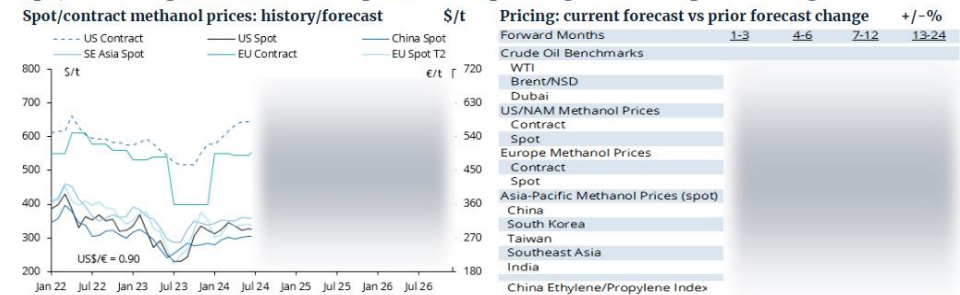 Spot/contract methanol prices: history/forecast $/t
US Contract US Spot China Spot
SE Asia Spot EU Contract EU Spot T2
800 $/t €/t 720
700 630
600 540
500 450
400 360
300 270
US$/€ = 0.90
200 180
Jan 22 Jul 22 Jan 23 Jul 23 Jan 24 Jul 24 Jan 25 Jul 25 Jan 26 Jul 26
Pricing: current forecast vs prior forecast change +/-%
Forward Months 1-3 4-6 7-12 13-24
Crude Oil Benchmarks
WTI
Brent/NSD
Dubai
US/NAM Methanol Prices
Contract
Spot
Europe Methanol Prices
Contract
Spot
Asia-Pacific Methanol Prices (spot)
China
South Korea
Taiwan
Southeast Asia
India
China Ethylene/Propylene Index